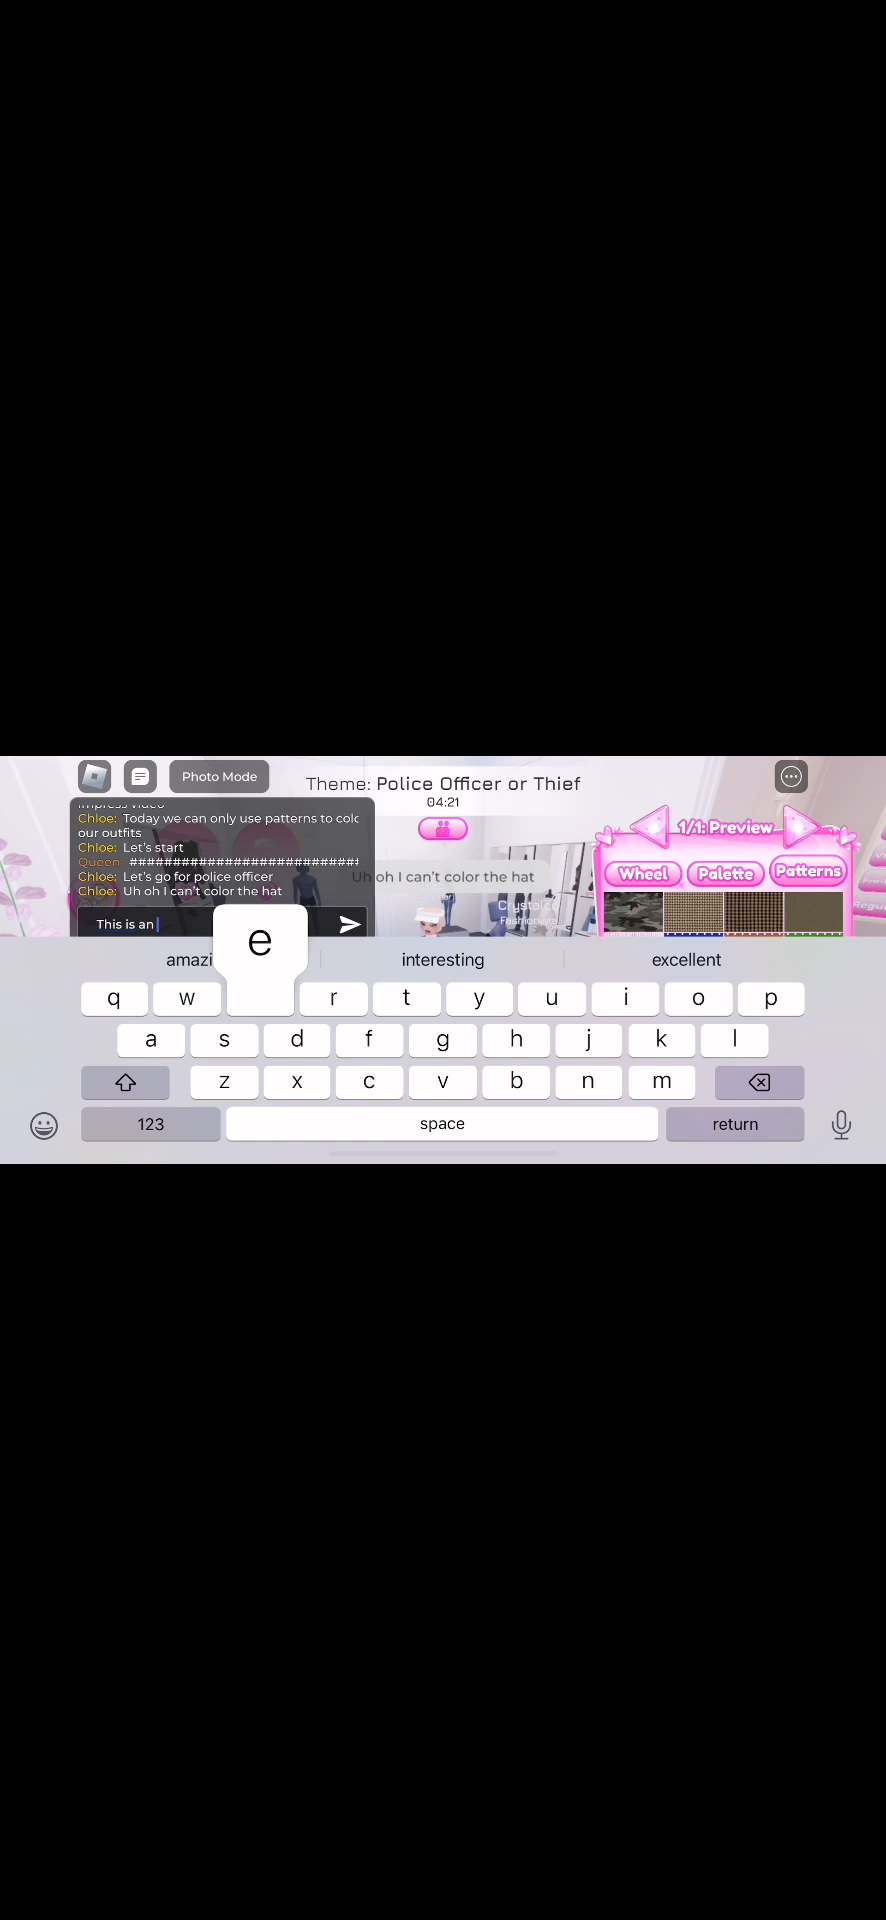 Photo Mode
Theme: Police Officer or Thief
04:21
impress video
Chloe: Today we can only use patterns to colo
our outfits
Chloe: Let's start
Queen: ############################
Chloe: Let's go for police officer
Chloe: Uh oh I can't color the hat
Uh oh I can't color the hat
This is an
1/1: Preview
Wheel Palette Patterns
e
amazi interesting excellent
q w r t y u i o p
a s d f g h j k l
z x c v b n m
123 space return